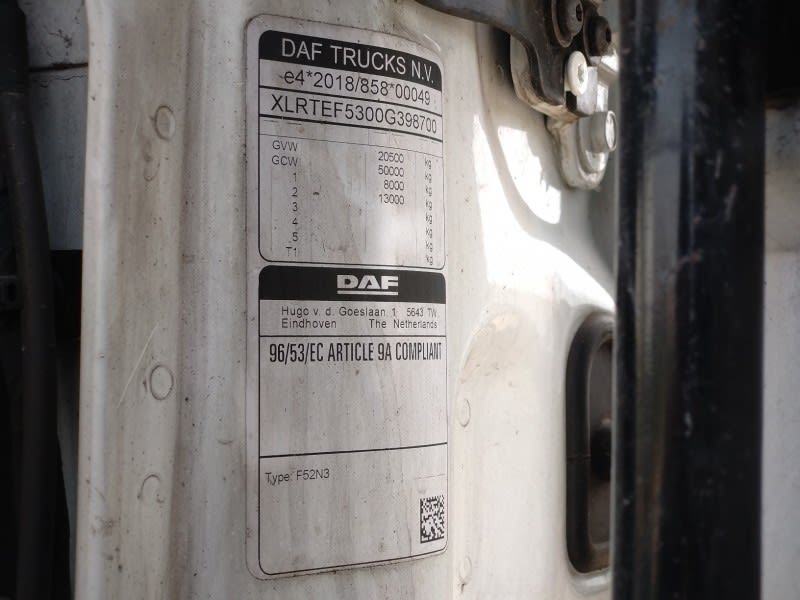 DAF TRUCKS N.V.
e4*2018/858*00049
XLRTEF5300G398700
GVW 20500 kg
GCW 50000 kg
1 8000 kg
2 - 13000 kg
3 kg
4 kg
5 kg
T1 kg
DAF
Hugo v. d. Goeslaan. 1 5643 TW.
Eindhoven The Netherlands
96/53/EC ARTICLE 9A COMPLIANT
Type: F52N3